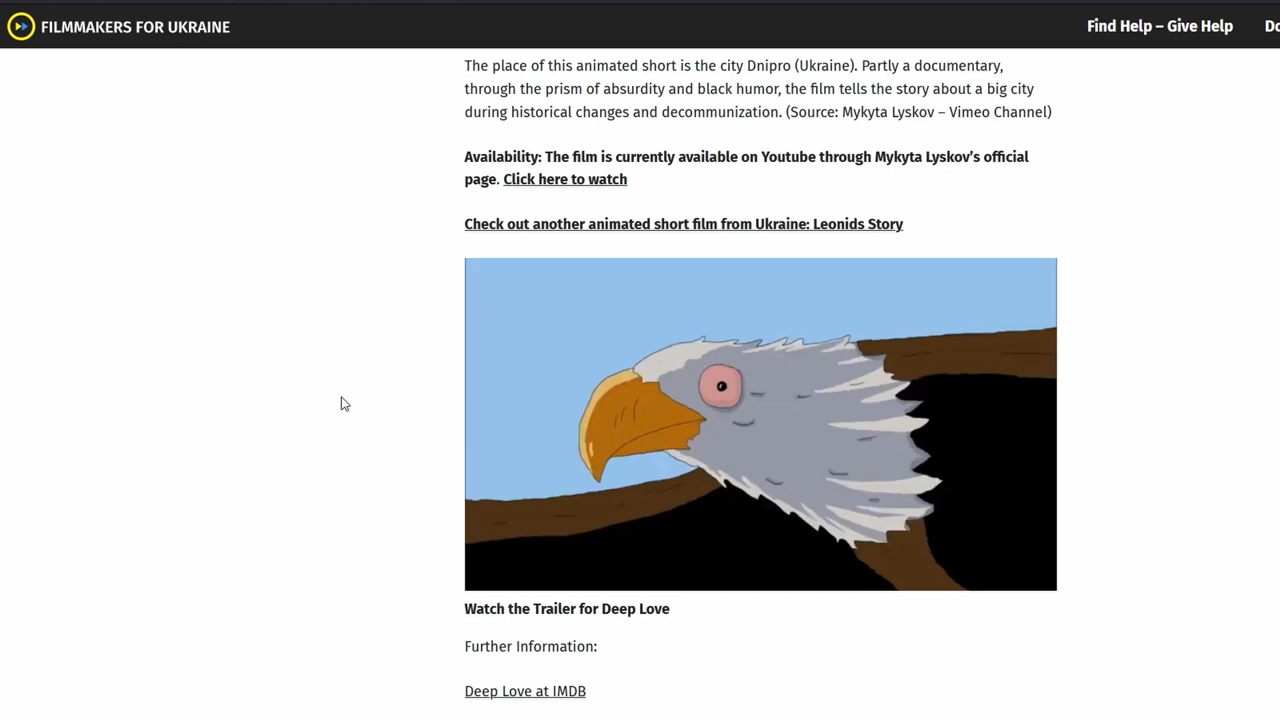 FILMMAKERS FOR UKRAINE
Find Help – Give Help
Do
The place of this animated short is the city Dnipro (Ukraine). Partly a documentary,
through the prism of absurdity and black humor, the film tells the story about a big city
during historical changes and decommunization. (Source: Mykyta Lyskov – Vimeo Channel)
Availability: The film is currently available on Youtube through Mykyta Lyskov’s official
page. Click here to watch
Check out another animated short film from Ukraine: Leonids Story
Watch the Trailer for Deep Love
Further Information:
Deep Love at IMDB